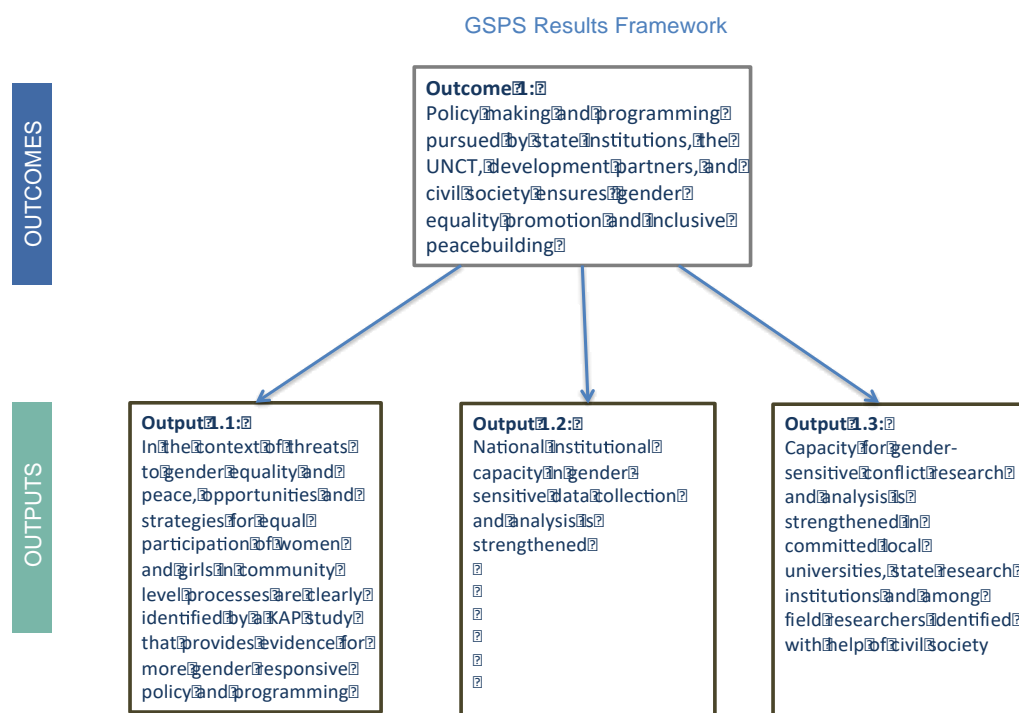 GSPS Results Framework
OUTCOMES
Outcome 1:
Policy making and programming
pursued by state institutions, the
UNCT, development partners, and
civil society ensures gender
equality promotion and inclusive
peacebuilding
OUTPUTS
Output 1.1:
In the context of threats
to gender equality and
peace, opportunities and
strategies for equal
participation of women
and girls in community
level processes are clearly
identified by a KAP study
that provides evidence for
more gender responsive
policy and programming
Output 1.2:
National institutional
capacity in gender
sensitive data collection
and analysis is
strengthened
Output 1.3:
Capacity for gender-
sensitive conflict research
and analysis is
strengthened in
committed local
universities, state research
institutions and among
field researchers identified
with help of civil society